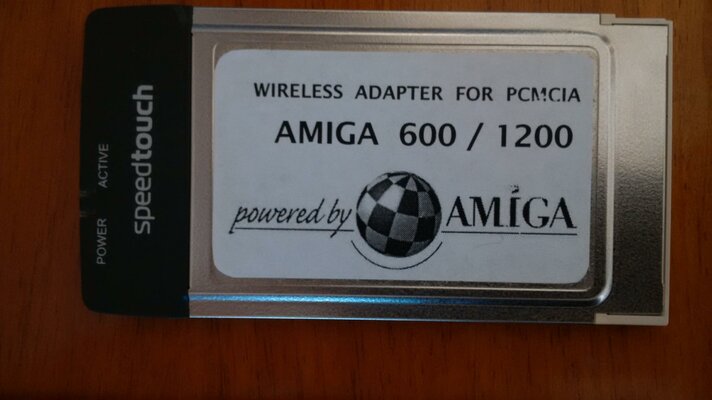 WIRELESS ADAPTER FOR PCMCIA
AMIGA 600 / 1200
powered by AMIGA
speedtouch
POWER ACTIVE